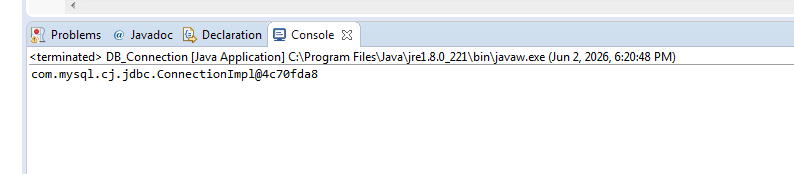 Problems @ Javadoc Declaration Console
<terminated> DB_Connection [Java Application] C:\Program Files\Java\jre1.8.0_221\bin\javaw.exe (Jun 2, 2026, 6:20:48 PM)
com.mysql.cj.jdbc.ConnectionImpl@4c70fda8